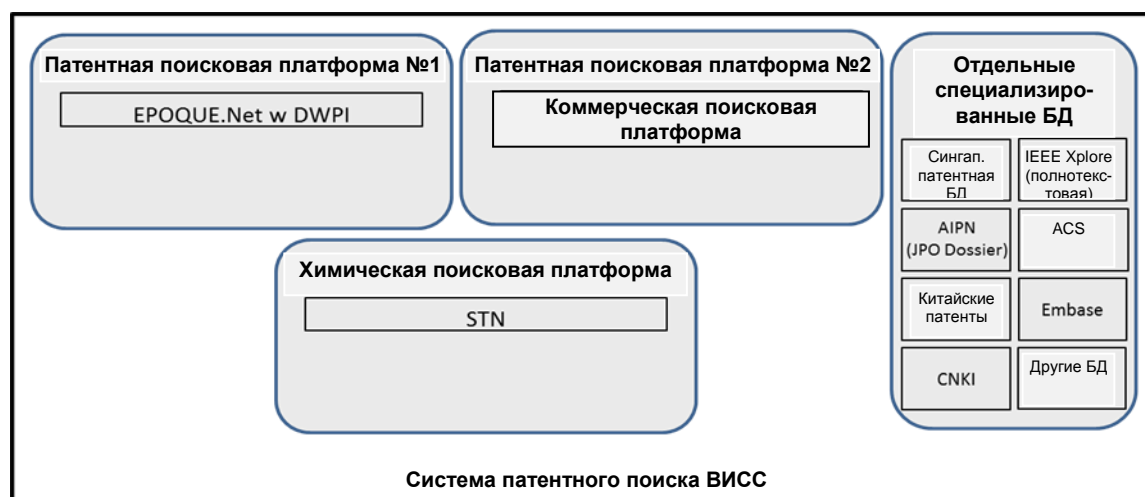 Патентная поисковая платформа №1
EPOQUE.Net w DWPI
Патентная поисковая платформа №2
Коммерческая поисковая
платформа
Химическая поисковая платформа
STN
Отдельные
специализиро-
ванные БД
Сингап.
патентная
БД
IEEE Xplore
(полнотекс-
товая)
AIPN
(JPO Dossier)
ACS
Китайские
патенты
Embase
CNKI
Другие БД
Система патентного поиска ВИСС